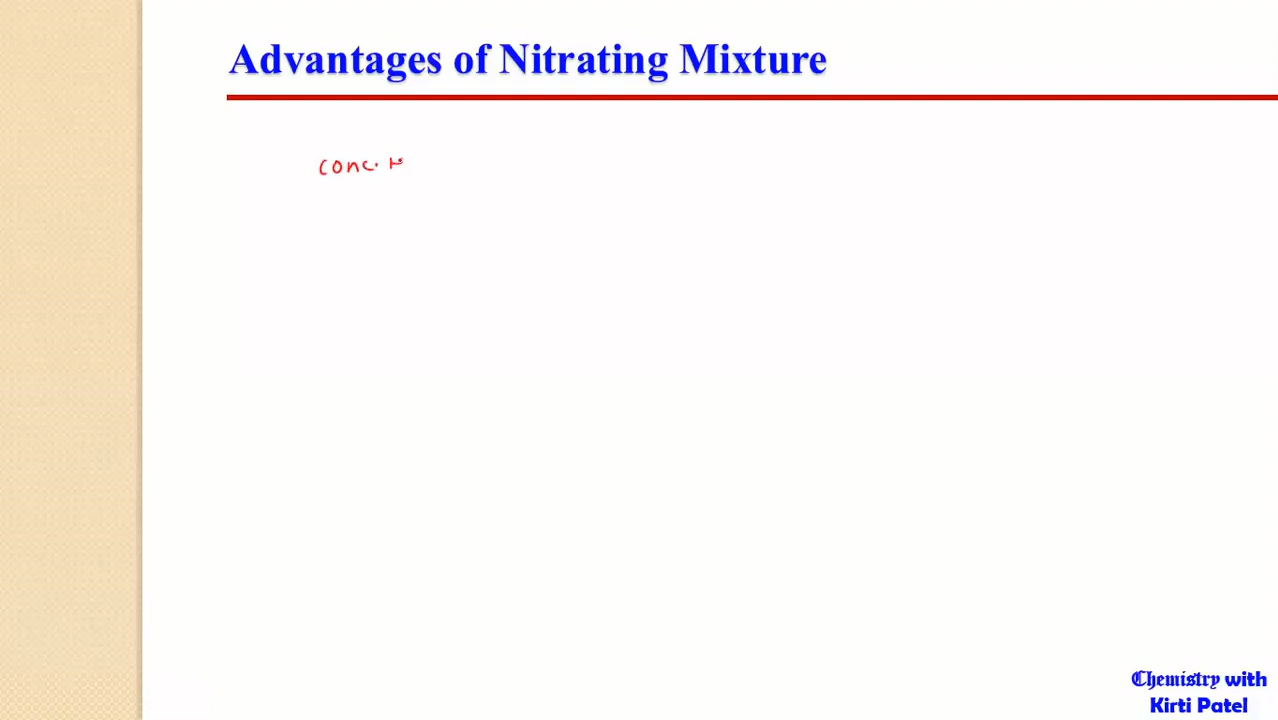 Advantages of Nitrating Mixture
conc. H
Chemistry with
Kirti Patel